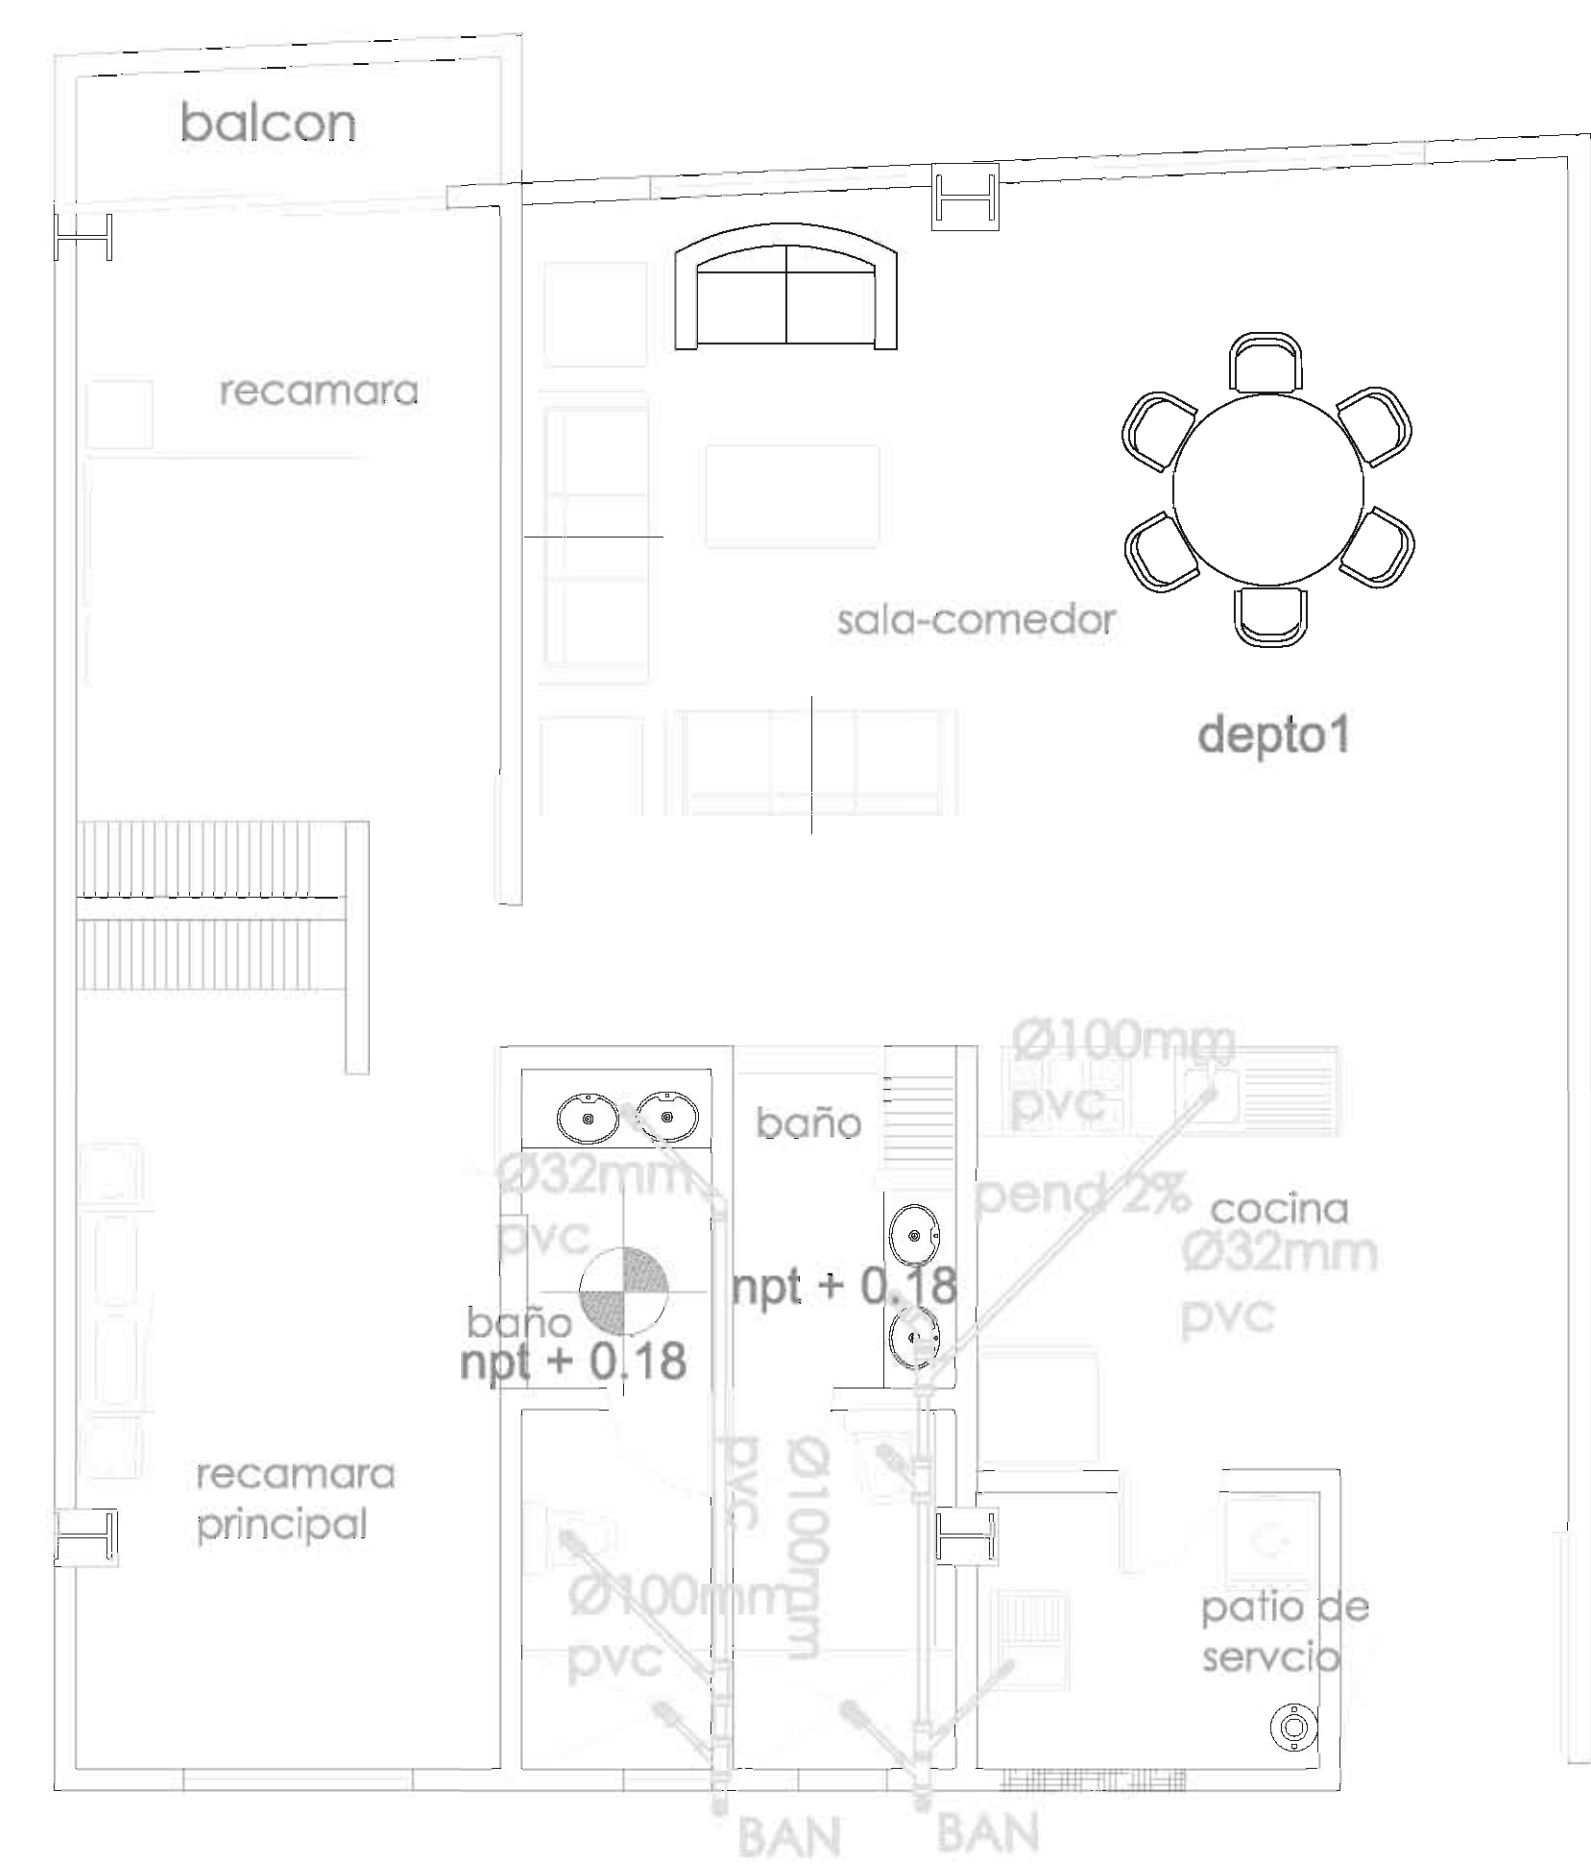 balcon
recamara
sala-comedor
depto1
Ø100mm
pvc
baño
Ø32mm
pvc
pend 2%
cocina
Ø32mm
pvc
npt + 0.18
baño
npt + 0.18
recamara
principal
Ø100mm
pvc
Ø100mm
pvc
patio de
servcio
BAN
BAN